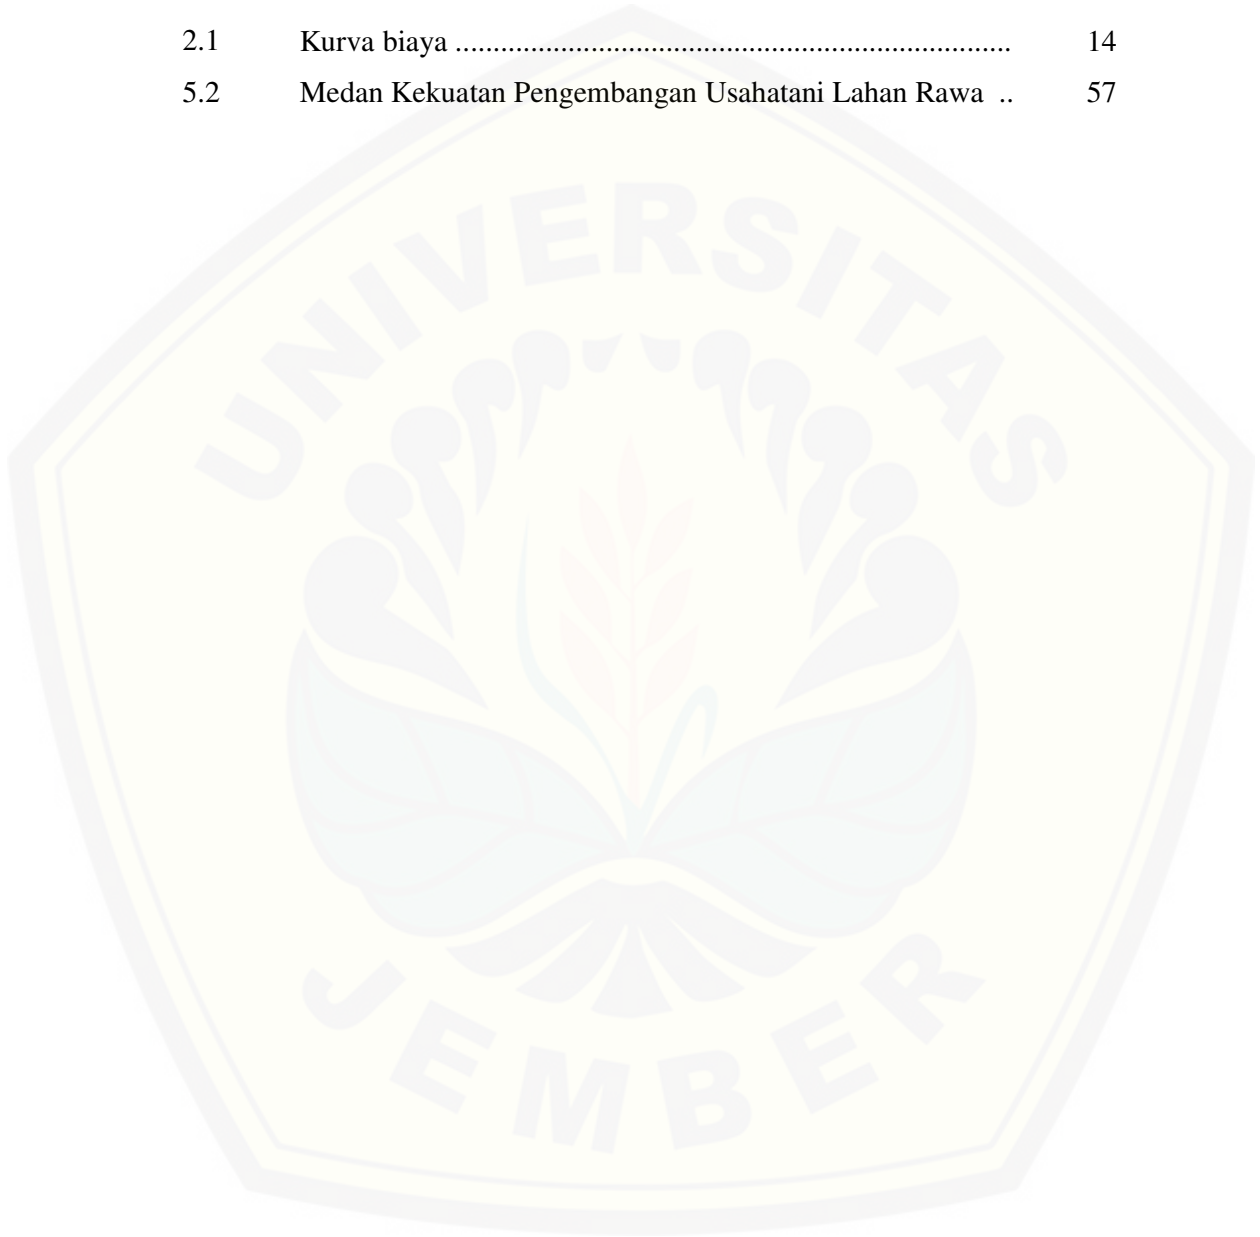 2.1 Kurva biaya ......................................................................... 14
5.2 Medan Kekuatan Pengembangan Usahatani Lahan Rawa .. 57
UNIVERSITAS
JEMBER